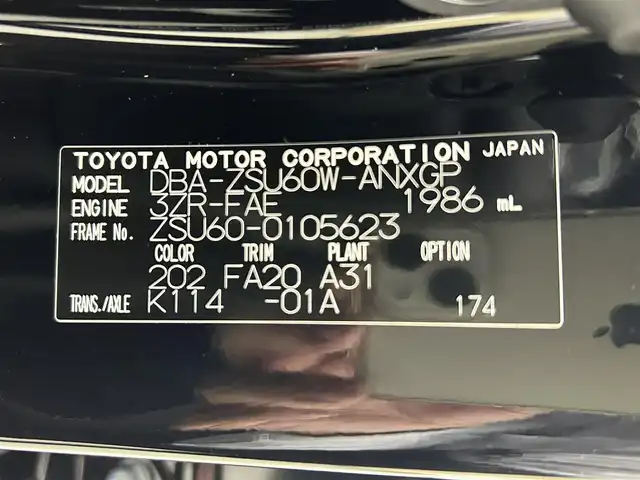 TOYOTA MOTOR CORPORATION JAPAN
MODEL DBA-ZSU60W-ANXGP
ENGINE 3ZR-FAE 1986 mL
FRAME No. ZSU60-0105623
COLOR TRIM PLANT OPTION
202 FA20 A31
TRANS./AXLE K114 -01A 174